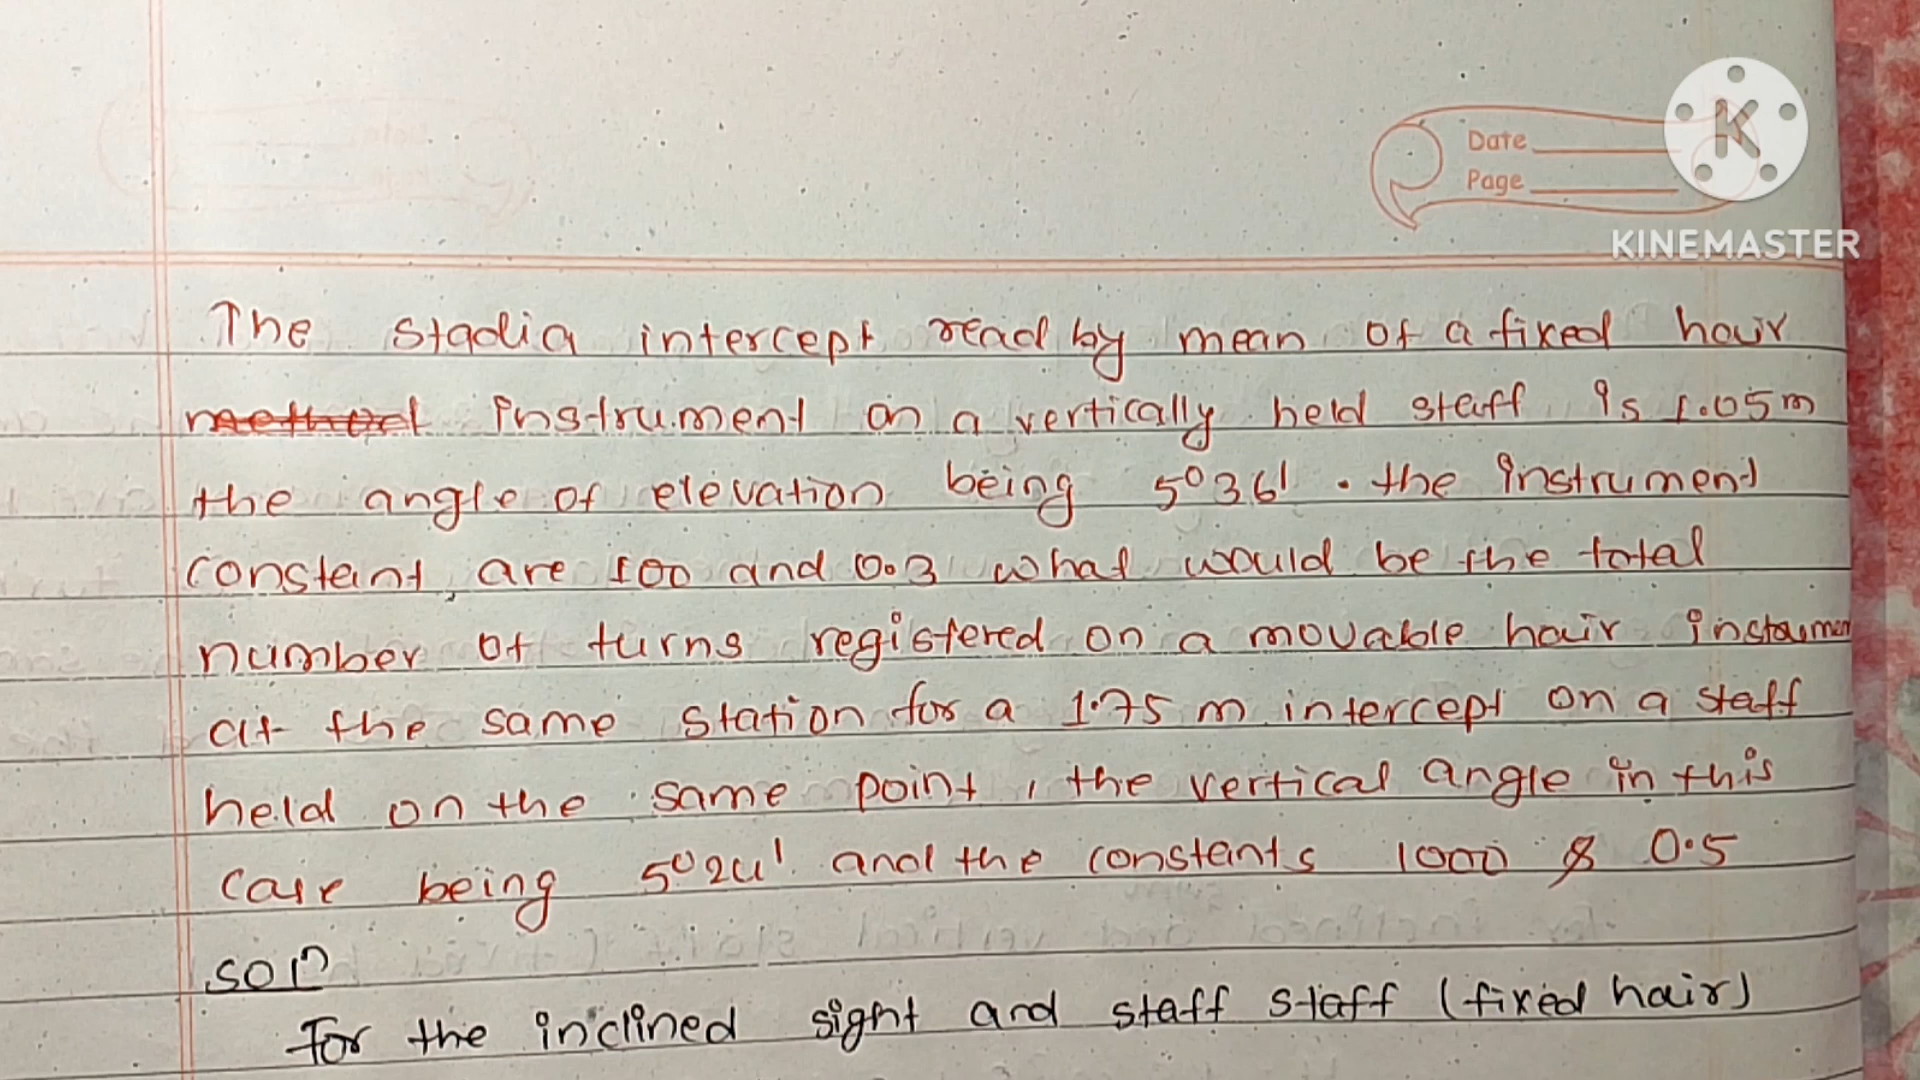 Date
Page
K
KINEMASTER
The stadia intercept read by mean of a fixed hair
method instrument on a vertically held staff is 1.05m
the angle of elevation being 5°36'. the instrument
constant are 100 and 0.3 what would be the total
number of turns registered on a movable hair instrumen
at the same station for a 1.75 m intercept on a staff
held on the same point, the vertical angle in this
case being 5°24' and the constants 1000 & 0.5
Solⁿ
For the inclined sight and staff staff (fixed hair)